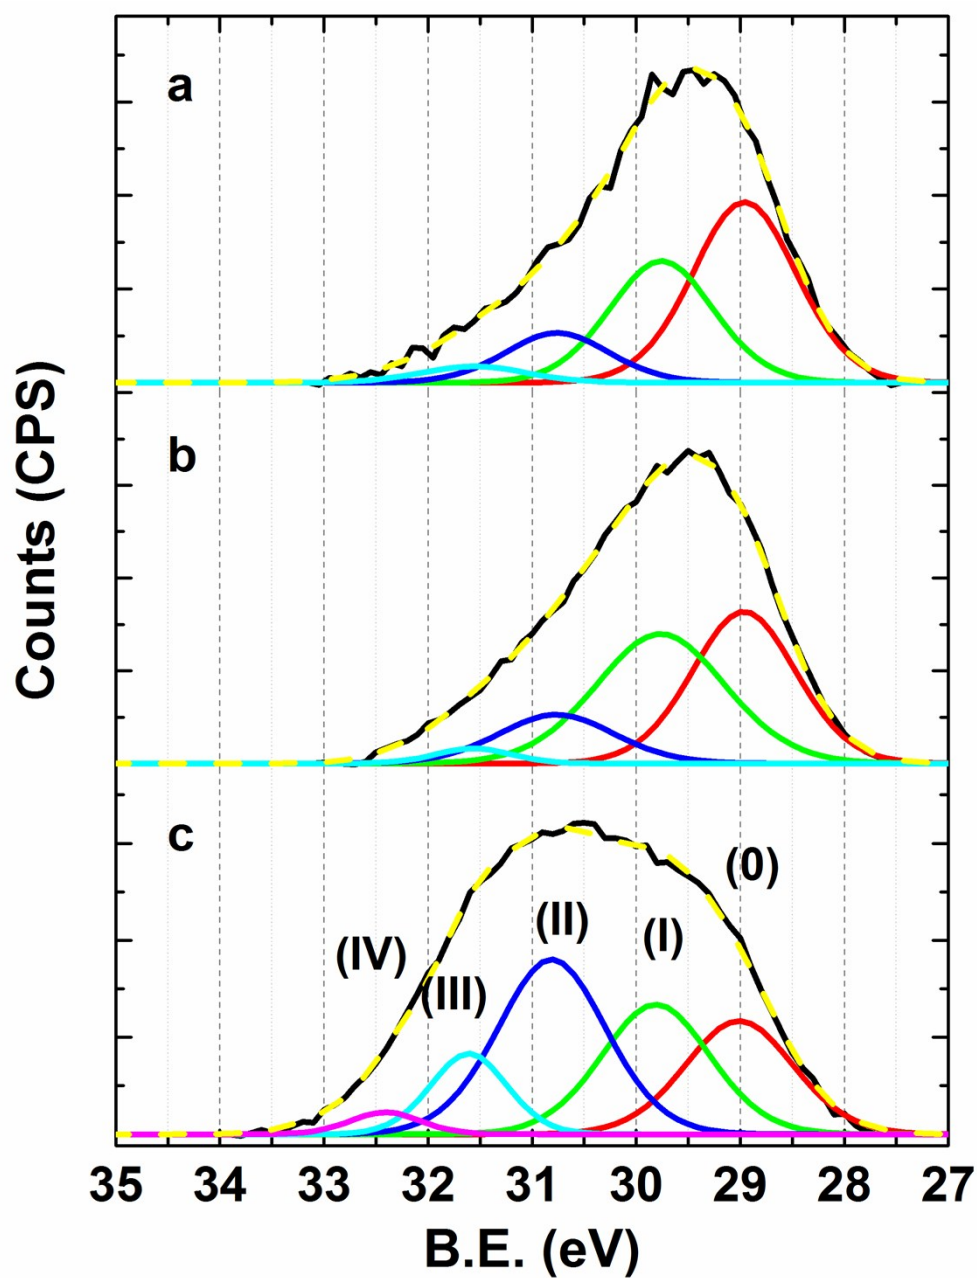 a
b
c
(0)
(II)
(I)
(IV)
(III)
Counts (CPS)
35 34 33 32 31 30 29 28 27
B.E. (eV)